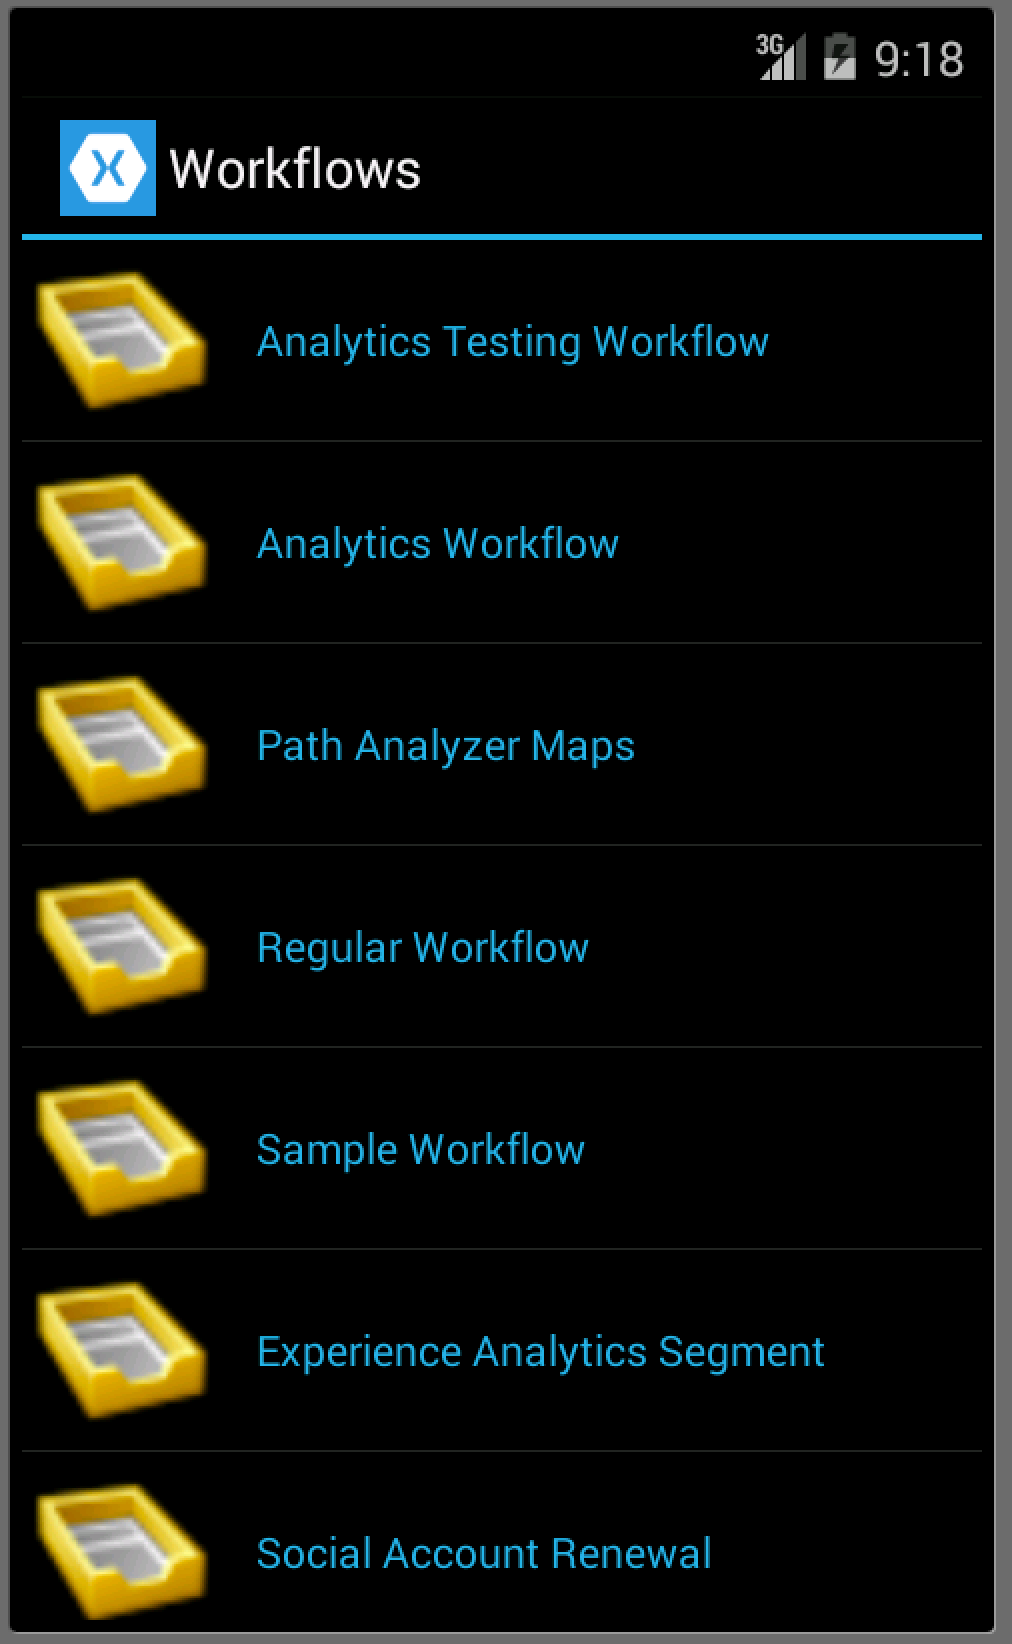 3G 9:18
X Workflows
Analytics Testing Workflow
Analytics Workflow
Path Analyzer Maps
Regular Workflow
Sample Workflow
Experience Analytics Segment
Social Account Renewal